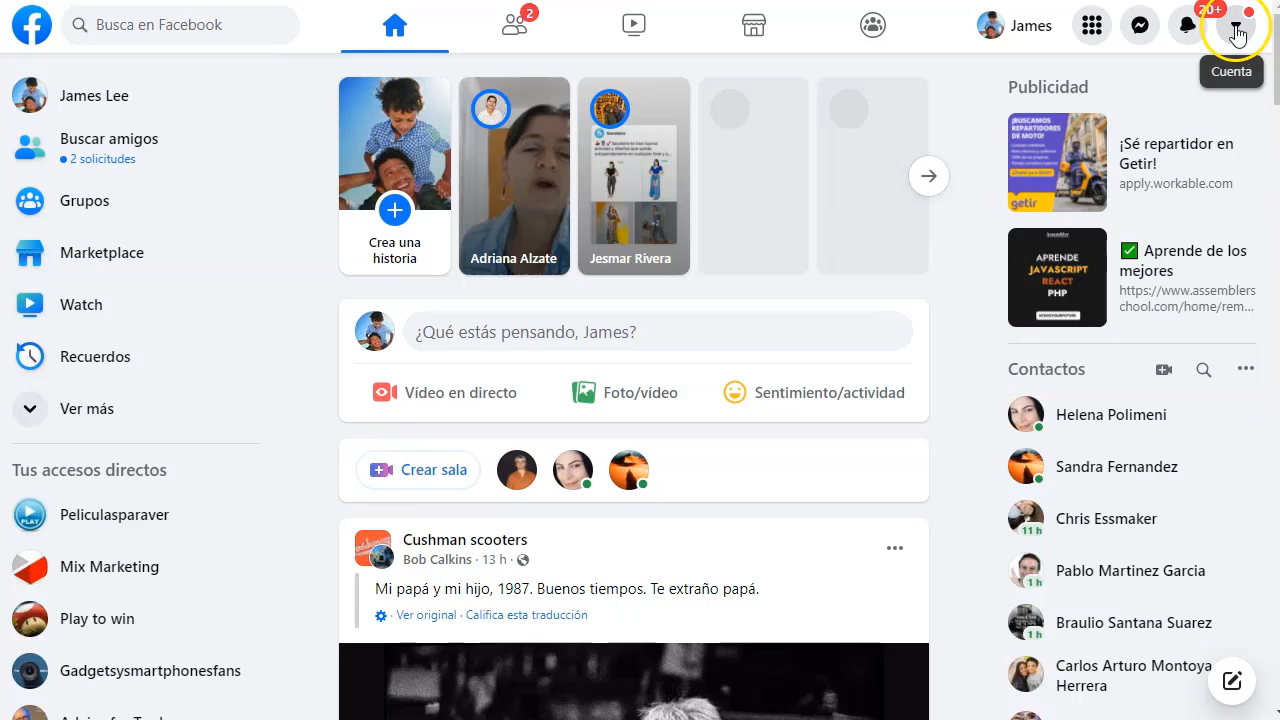 Busca en Facebook
2
James
20+
Cuenta
James Lee
Buscar amigos
2 solicitudes
Grupos
Marketplace
Watch
Recuerdos
Ver más
Tus accesos directos
Peliculasparaver
Mix Marketing
Play to win
Gadgetsysmartphonesfans
Crea una
historia
Adriana Alzate
Jesmar Rivera
¿Qué estás pensando, James?
Vídeo en directo
Foto/vídeo
Sentimiento/actividad
Crear sala
Cushman scooters
Bob Calkins · 13 h ·
Mi papá y mi hijo, 1987. Buenos tiempos. Te extraño papá.
· Ver original · Califica esta traducción
Publicidad
¡BUSCAMOS
REPARTIDORES
DE MOTO!
getir
¡Sé repartidor en
Getir!
apply.workable.com
Assembler
APRENDE
JAVASCRIPT
REACT
PHP
✅ Aprende de los
mejores
https://www.assemblers
chool.com/home/rem...
Contactos
Helena Polimeni
Sandra Fernandez
Chris Essmaker
11 h
Pablo Martinez Garcia
1 h
Braulio Santana Suarez
1 h
Carlos Arturo Montoya
Herrera